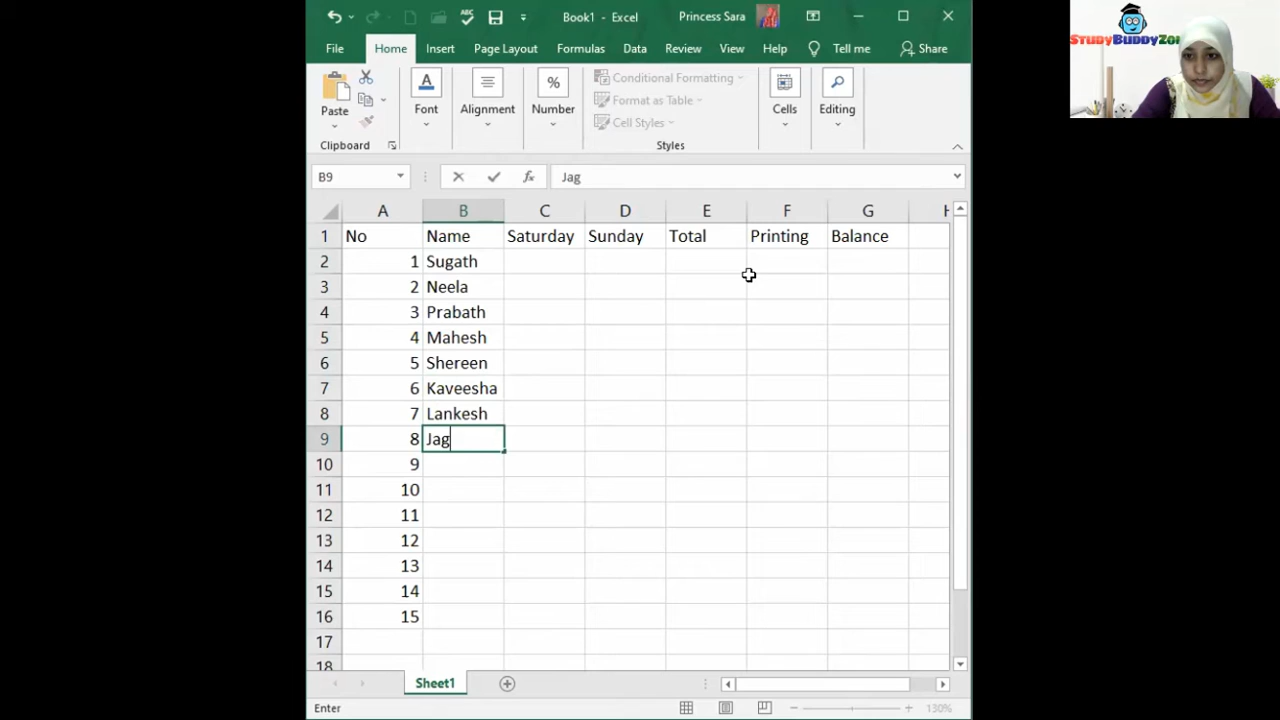 Book1 - Excel
Princess Sara
StudyBuddyZon
File Home Insert Page Layout Formulas Data Review View Help Tell me Share
Paste
Font
Alignment
%
Number
Conditional Formatting
Format as Table
Cell Styles
Cells
Editing
Clipboard
Styles
B9
fx
Jag
A B C D E F G H
1 No Name Saturday Sunday Total Printing Balance
2 1 Sugath
3 2 Neela
4 3 Prabath
5 4 Mahesh
6 5 Shereen
7 6 Kaveesha
8 7 Lankesh
9 8 Jag
10 9
11 10
12 11
13 12
14 13
15 14
16 15
17
18
Sheet1
Enter
130%